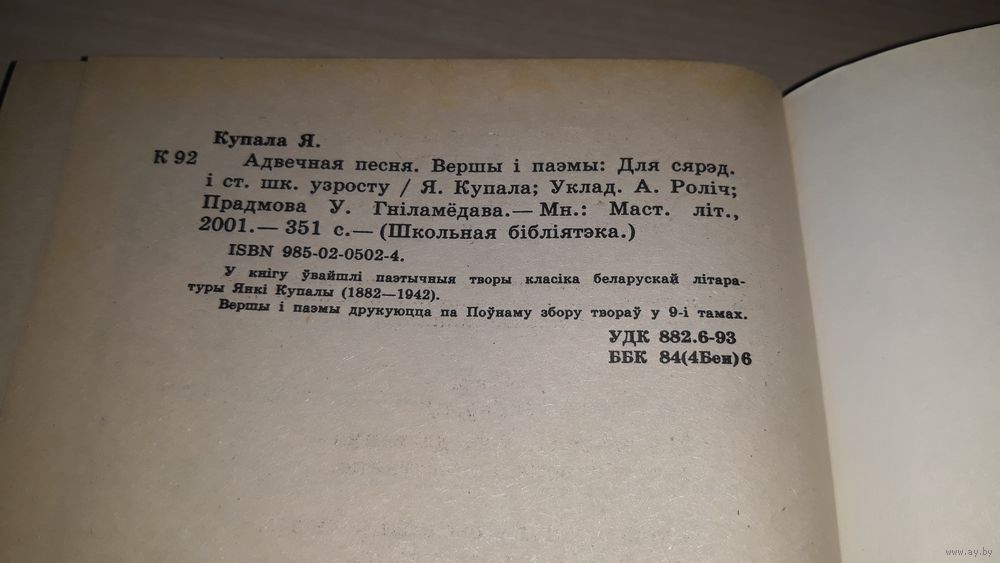 Купала Я.
К 92 Адвечная песня. Вершы і паэмы: Для сярэд.
і ст. шк. узросту / Я. Купала; Уклад. А. Роліч;
Прадмова У. Гніламёдава.— Мн.: Маст. літ.,
2001.— 351 с.— (Школьная бібліятэка.)
ISBN 985-02-0502-4.
У кнігу ўвайшлі паэтычныя творы класіка беларускай літара-
туры Янкі Купалы (1882—1942).
Вершы і паэмы друкуюцца па Поўнаму збору твораў у 9-і тамах.
УДК 882.6-93
ББК 84(4Беи)6
www.ay.by